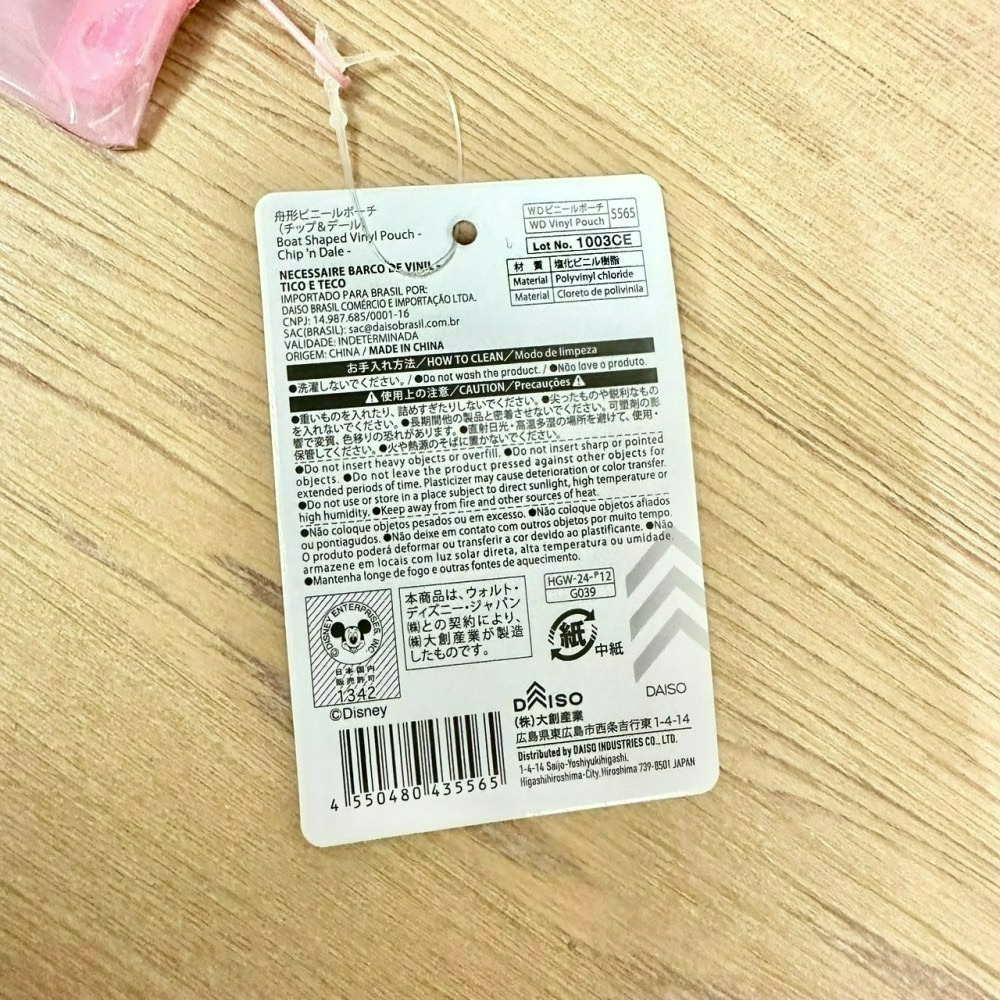 舟形ビニールポーチ
（チップ&デール）
Boat Shaped Vinyl Pouch -
Chip 'n Dale -
NECESSAIRE BARCO DE VINIL -
TICO E TECO
IMPORTADO PARA BRASIL POR:
DAISO BRASIL COMÉRCIO E IMPORTAÇÃO LTDA.
CNPJ: 14.987.685/0001-16
SAC(BRASIL): sac@daisobrasil.com.br
VALIDADE: INDETERMINADA
ORIGEM: CHINA / MADE IN CHINA
WDビニールポーチ
WD Vinyl Pouch
5565
Lot No. 1003CE
材 質 塩化ビニル樹脂
Material Polyvinyl chloride
Material Cloreto de polivinila
お手入れ方法／HOW TO CLEAN／Modo de limpeza
●洗濯しないでください。/ ●Do not wash the product. / ●Não lave o produto.
⚠使用上の注意／CAUTION／Precauções⚠
●重いものを入れたり、詰めすぎたりしないでください。●尖ったものや鋭利なもの
を入れないでください。●長期間他の製品と密着させないでください。可塑剤の影
響で変質、色移りの恐れがあります。●直射日光・高温多湿の場所を避けて、使用・
保管してください。●火や熱源のそばに置かないでください。
●Do not insert heavy objects or overfill. ●Do not insert sharp or pointed
objects. ●Do not leave the product pressed against other objects for
extended periods of time. Plasticizer may cause deterioration or color transfer.
●Do not use or store in a place subject to direct sunlight, high temperature or
high humidity. ●Keep away from fire and other sources of heat.
●Não coloque objetos pesados ou em excesso. ●Não coloque objetos afiados
ou pontiagudos. ●Não deixe em contato com outros objetos por muito tempo.
O produto poderá deformar ou transferir a cor devido ao plastificante. ●Não
armazene em locais com luz solar direta, alta temperatura ou umidade.
●Mantenha longe de fogo e outras fontes de aquecimento.
©DISNEY ENTERPRISES, INC
日本国内
販売許可
1342
©Disney
本商品は、ウォルト・
ディズニー・ジャパン
㈱との契約により、
㈱大創産業が製造
したものです。
HGW-24-P12
G039
紙
中紙
DAISO
DAISO
(株)大創産業
広島県東広島市西条吉行東1-4-14
Distributed by DAISO INDUSTRIES CO., LTD.
1-4-14 Saijo-Yoshiyukihigashi,
Higashihiroshima-City, Hiroshima 739-8501 JAPAN
4 550480 435565